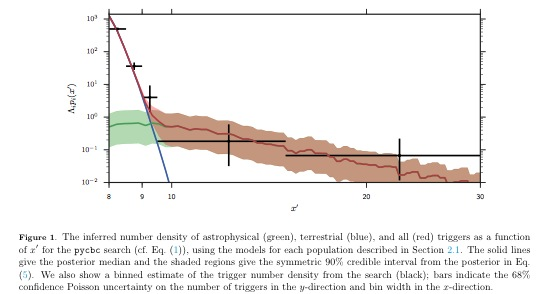 10³
10²
10¹
10⁰
10⁻¹
10⁻²
Λᵢpᵢ(x′)
8 9 10 20 30
x′
Figure 1. The inferred number density of astrophysical (green), terrestrial (blue), and all (red) triggers as a function
of x′ for the pycbc search (cf. Eq. (1)), using the models for each population described in Section 2.1. The solid lines
give the posterior median and the shaded regions give the symmetric 90% credible interval from the posterior in Eq.
(5). We also show a binned estimate of the trigger number density from the search (black); bars indicate the 68%
confidence Poisson uncertainty on the number of triggers in the y-direction and bin width in the x-direction.